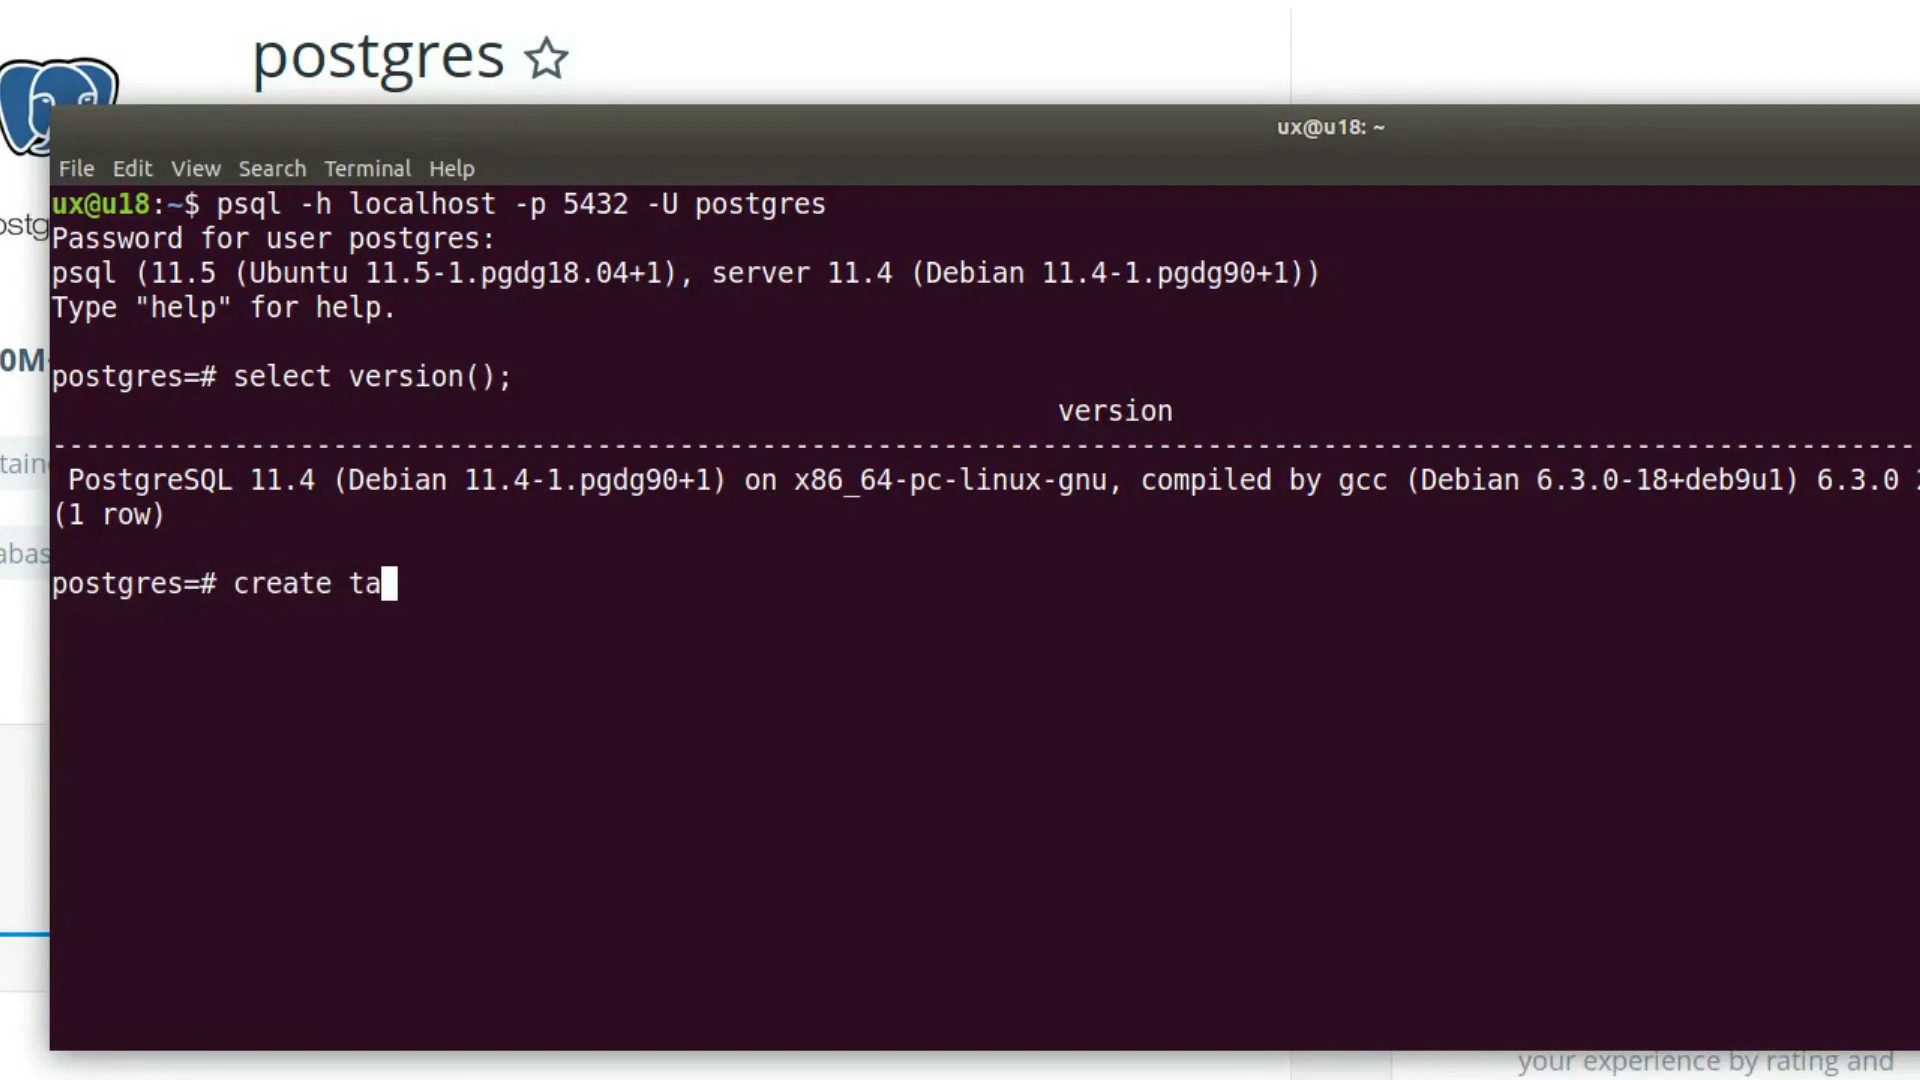 postgres
ux@u18: ~
File Edit View Search Terminal Help
ux@u18:~$ psql -h localhost -p 5432 -U postgres
Password for user postgres:
psql (11.5 (Ubuntu 11.5-1.pgdg18.04+1), server 11.4 (Debian 11.4-1.pgdg90+1))
Type "help" for help.
postgres=# select version();
version
--------------------------------------------------------------------------------------------------------------
PostgreSQL 11.4 (Debian 11.4-1.pgdg90+1) on x86_64-pc-linux-gnu, compiled by gcc (Debian 6.3.0-18+deb9u1) 6.3.0
(1 row)
postgres=# create ta
your experience by rating and